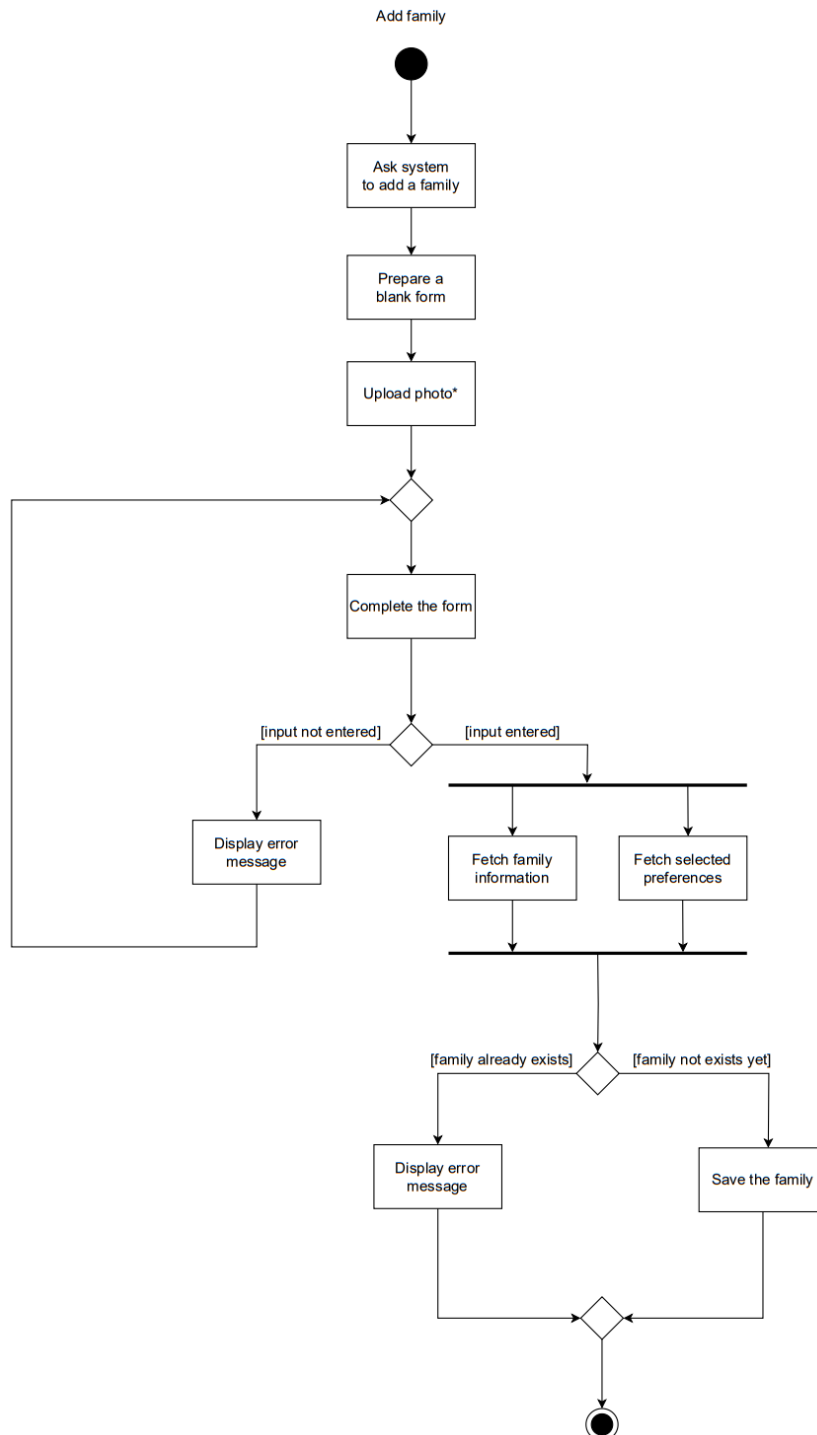 Add family
Ask system
to add a family
Prepare a
blank form
Upload photo*
Complete the form
[input not entered]
[input entered]
Display error
message
Fetch family
information
Fetch selected
preferences
[family already exists]
[family not exists yet]
Display error
message
Save the family